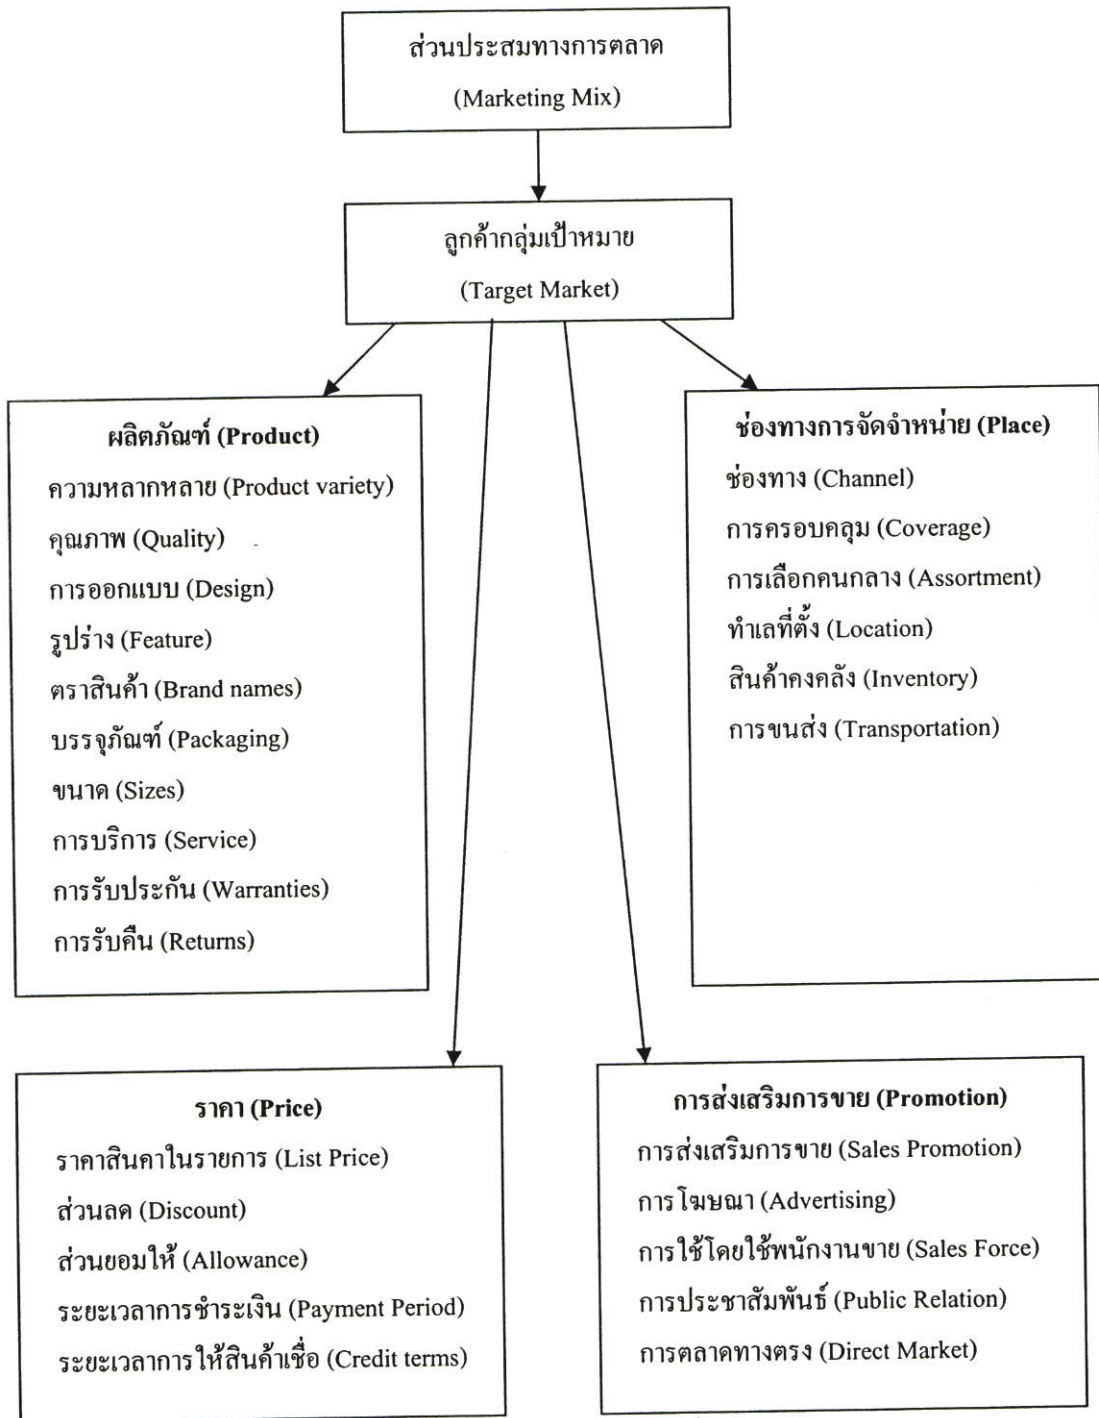 ส่วนประสมทางการตลาด
(Marketing Mix)
ลูกค้ากลุ่มเป้าหมาย
(Target Market)
ผลิตภัณฑ์ (Product)
ความหลากหลาย (Product variety)
คุณภาพ (Quality)
การออกแบบ (Design)
รูปร่าง (Feature)
ตราสินค้า (Brand names)
บรรจุภัณฑ์ (Packaging)
ขนาด (Sizes)
การบริการ (Service)
การรับประกัน (Warranties)
การรับคืน (Returns)
ช่องทางการจัดจำหน่าย (Place)
ช่องทาง (Channel)
การครอบคลุม (Coverage)
การเลือกคนกลาง (Assortment)
ทำเลที่ตั้ง (Location)
สินค้าคงคลัง (Inventory)
การขนส่ง (Transportation)
ราคา (Price)
ราคาสินคาในรายการ (List Price)
ส่วนลด (Discount)
ส่วนยอมให้ (Allowance)
ระยะเวลาการชำระเงิน (Payment Period)
ระยะเวลาการให้สินค้าเชื่อ (Credit terms)
การส่งเสริมการขาย (Promotion)
การส่งเสริมการขาย (Sales Promotion)
การโฆษณา (Advertising)
การใช้โดยใช้พนักงานขาย (Sales Force)
การประชาสัมพันธ์ (Public Relation)
การตลาดทางตรง (Direct Market)